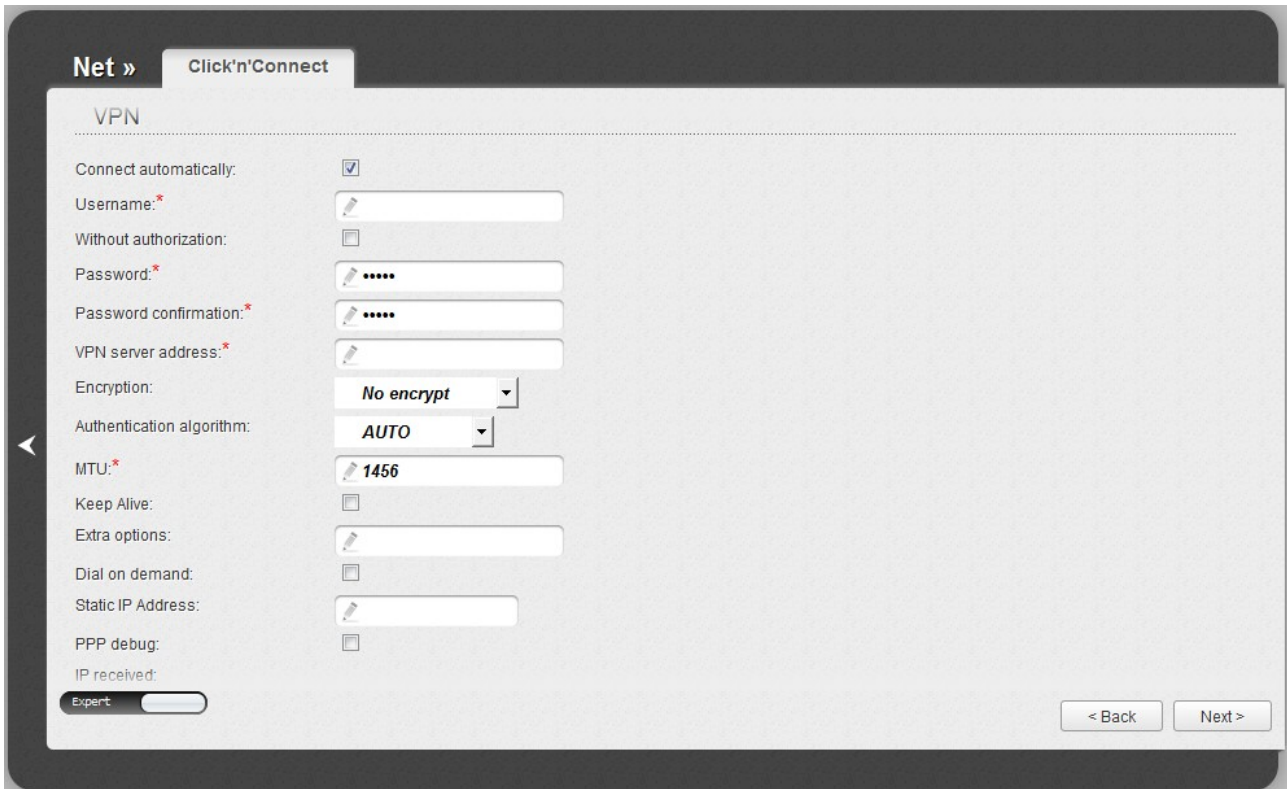 Net » Click'n'Connect
VPN
Connect automatically:
Username:*
Without authorization:
Password:* •••••
Password confirmation:* •••••
VPN server address:*
Encryption: No encrypt
Authentication algorithm: AUTO
MTU:* 1456
Keep Alive:
Extra options:
Dial on demand:
Static IP Address:
PPP debug:
IP received:
Expert
< Back Next >